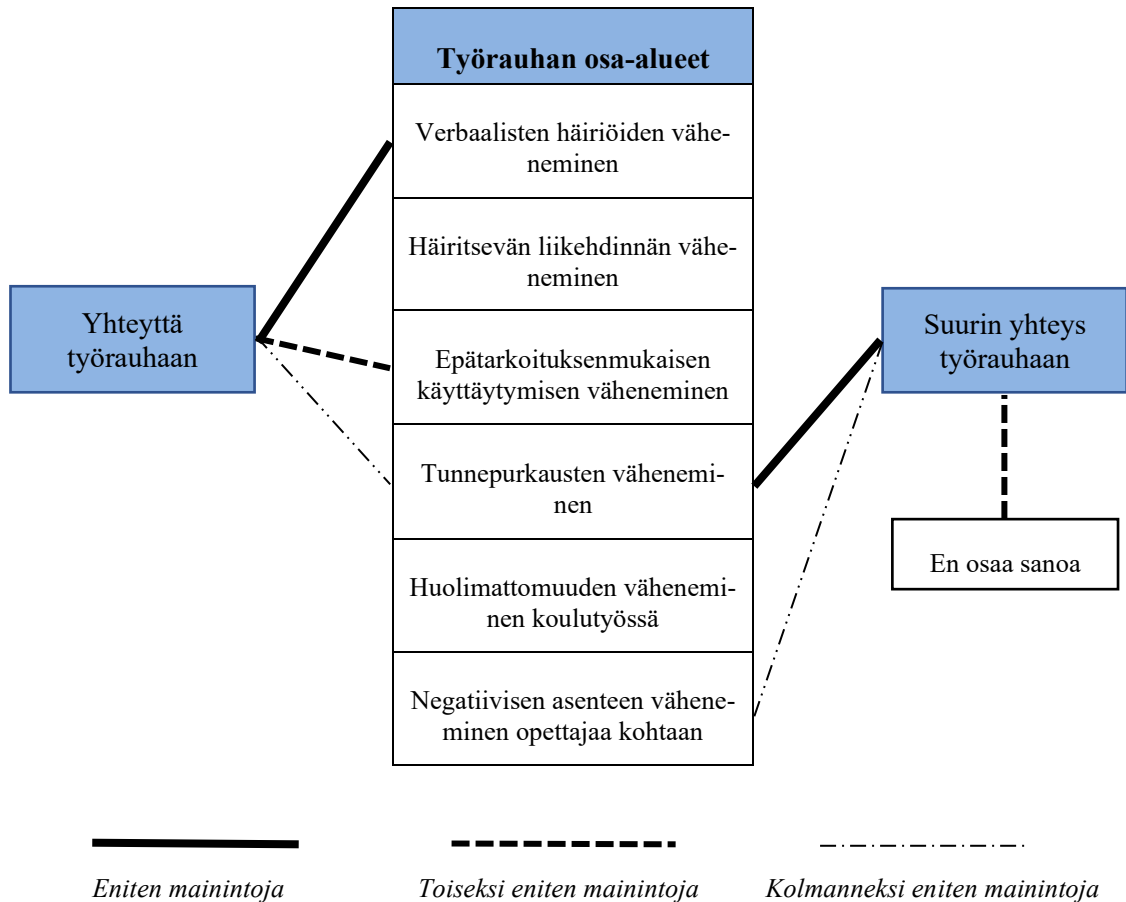 Työrauhan osa-alueet
Verbaalisten häiriöiden vähe-
neminen
Häiritsevän liikehdinnän vähe-
neminen
Yhteyttä
työrauhaan
Epätarkoituksenmukaisen
käyttäytymisen väheneminen
Suurin yhteys
työrauhaan
Tunnepurkausten vähenemi-
nen
En osaa sanoa
Huolimattomuuden vähenemi-
nen koulutyössä
Negatiivisen asenteen vähene-
minen opettajaa kohtaan
Eniten mainintoja
Toiseksi eniten mainintoja
Kolmanneksi eniten mainintoja